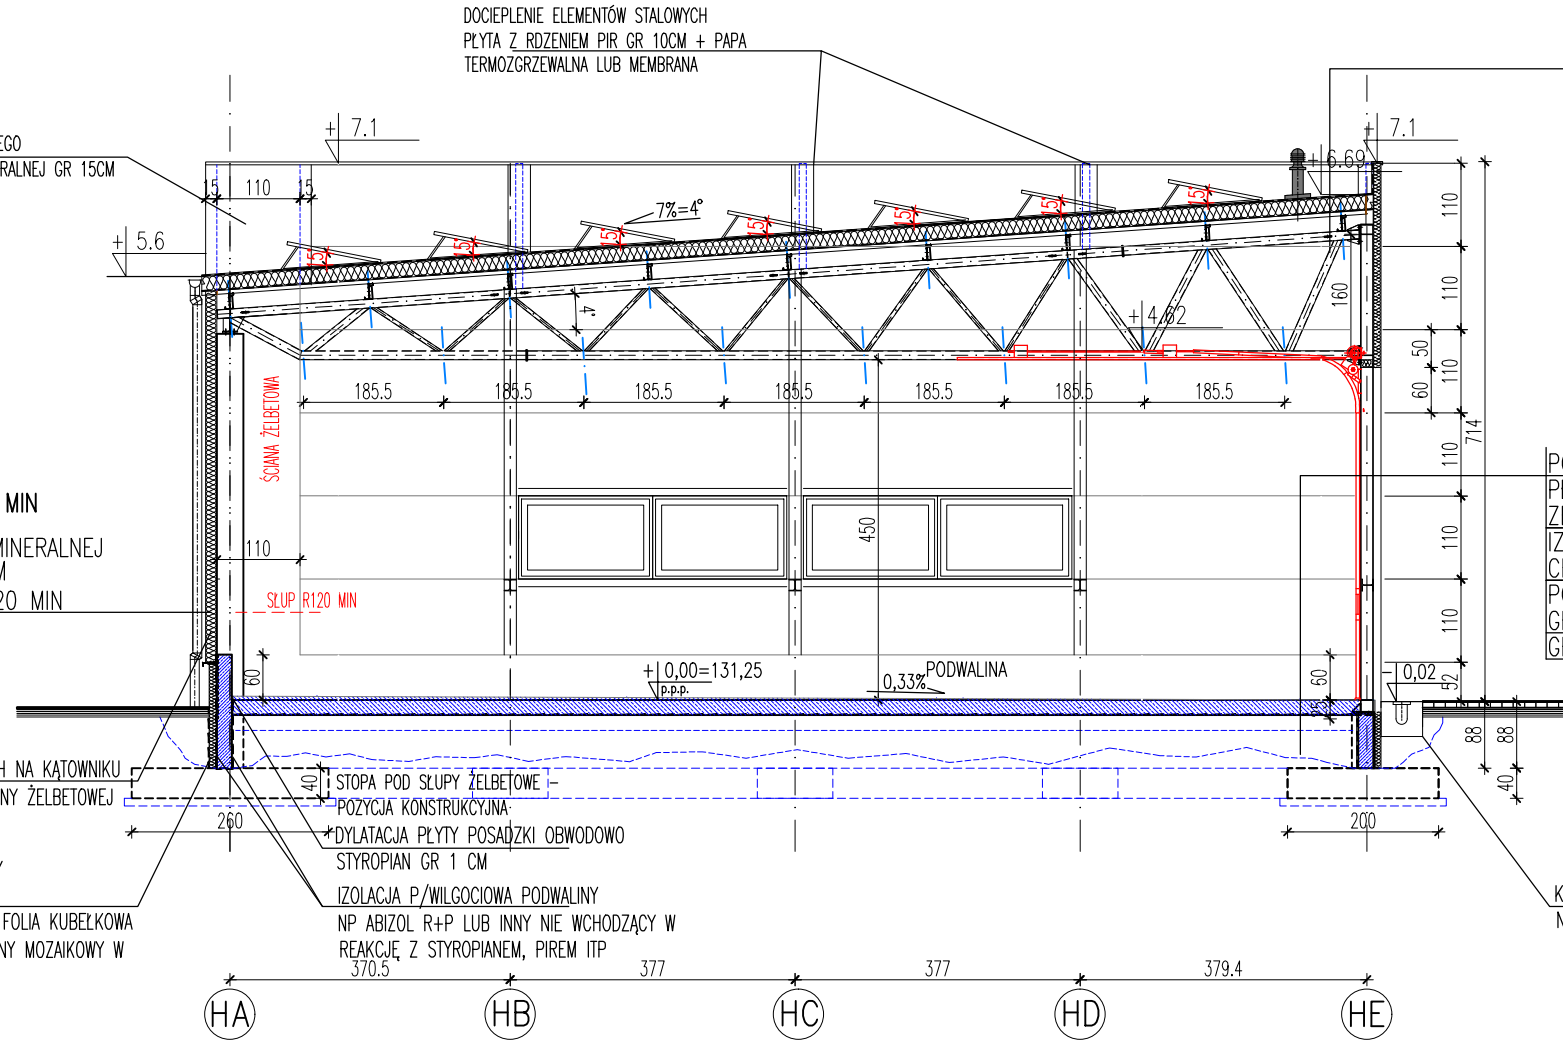 DOCIEPLENIE ELEMENTÓW STALOWYCH
PŁYTA Z RDZENIEM PIR GR 10CM + PAPA
TERMOZGRZEWALNA LUB MEMBRANA
EGO
RALNEJ GR 15CM
+ 7.1
+ 7.1
+ 6.69
+ 5.6
15 110 15
7%=4°
15 15 15 15 15 15 15
4°
160
+ 4.62
185.5 185.5 185.5 185.5 185.5 185.5 185.5
ŚCIANA ŻELBETOWA
450
110
SŁUP R120 MIN
MIN
MINERALNEJ
M
20 MIN
110
110
110
110
110
110
52
714
50
60
60
+ 0,00=131,25
p.p.p.
0,33%
PODWALINA
60
25
- 0,02
88
88
40
PO
ZE
IZ
PO
H NA KĄTOWNIKU
NY ŻELBETOWEJ
40
260
200
STOPA POD SŁUPY ŻELBETOWE -
POZYCJA KONSTRUKCYJNA
DYLATACJA PŁYTY POSADZKI OBWODOWO
STYROPIAN GR 1 CM
IZOLACJA P/WILGOCIOWA PODWALINY
NP ABIZOL R+P LUB INNY NIE WCHODZĄCY W
REAKCJĘ Z STYROPIANEM, PIREM ITP
Y
FOLIA KUBEŁKOWA
NY MOZAIKOWY W
K
N
370.5 377 377 379.4
HA HB HC HD HE